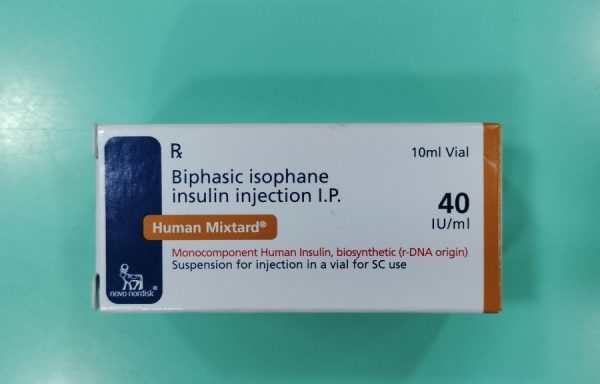 Rx
10ml Vial
Biphasic isophane
insulin injection I.P.
40
IU/ml
Human Mixtard®
Monocomponent Human Insulin, biosynthetic (r-DNA origin)
Suspension for injection in a vial for SC use
novo nordisk®